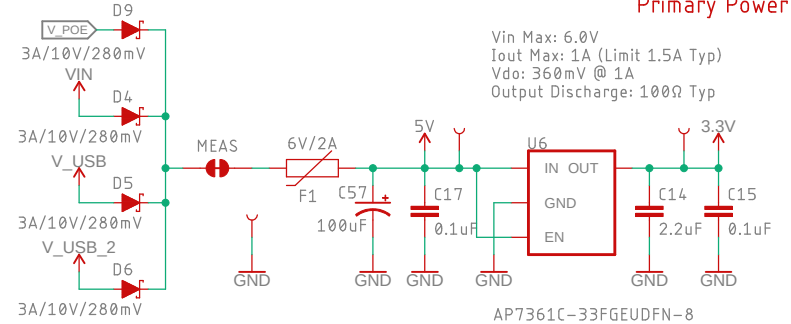 Primary Power
D9
V_POE
3A/10V/280mV
VIN
D4
3A/10V/280mV
V_USB
D5
3A/10V/280mV
V_USB_2
D6
3A/10V/280mV
MEAS
6V/2A
F1
Vin Max: 6.0V
Iout Max: 1A (Limit 1.5A Typ)
Vdo: 360mV @ 1A
Output Discharge: 100Ω Typ
5V
U6
3.3V
IN OUT
GND
EN
C57
100uF
C17
0.1uF
C14
2.2uF
C15
0.1uF
GND
GND
GND
GND
GND
GND
AP7361C-33FGEUDFN-8